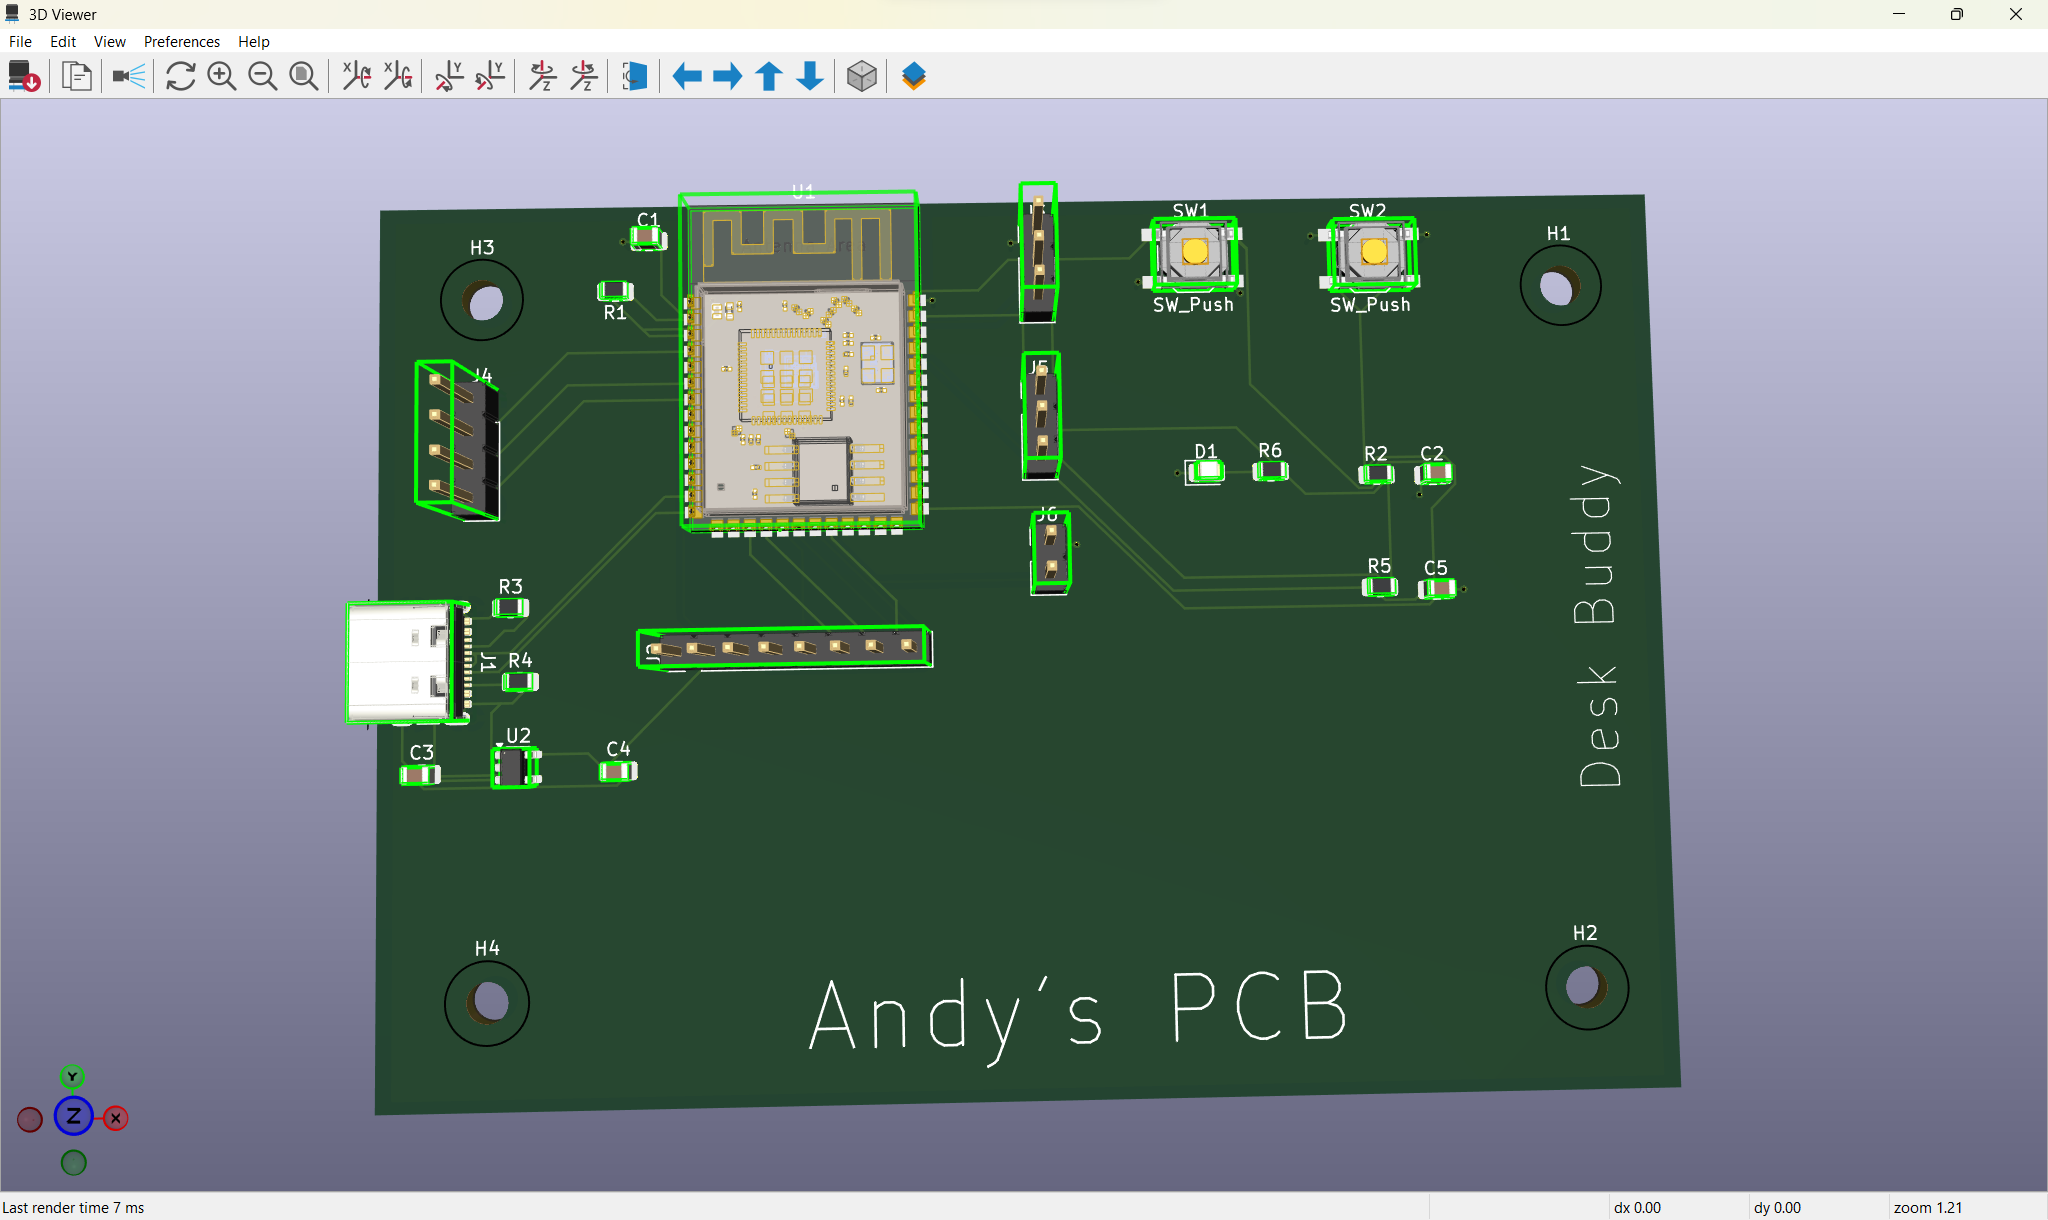 3D Viewer
File Edit View Preferences Help
U1
C1
SW1
SW2
H3
H1
R1
SW_Push
SW_Push
J4
J5
D1
R6
R2
C2
J6
R5
C5
R3
J1
R4
U2
C3
C4
Desk Buddy
H4
H2
Andy's PCB
Y
Z
X
Last render time 7 ms
dx 0.00
dy 0.00
zoom 1.21